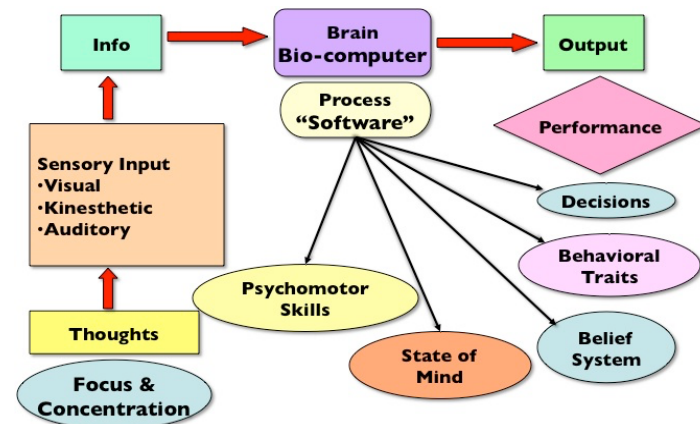 Info
Brain
Bio-computer
Output
Process
“Software”
Performance
Sensory Input
•Visual
•Kinesthetic
•Auditory
Decisions
Behavioral
Traits
Psychomotor
Skills
Thoughts
State of
Mind
Belief
System
Focus &
Concentration